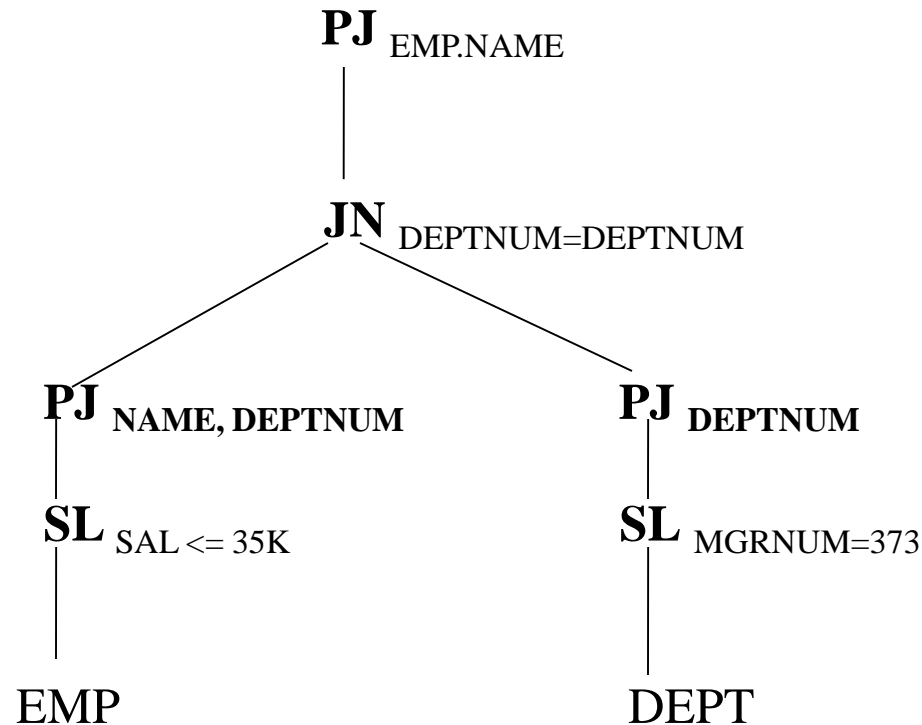 PJ EMP.NAME
JN DEPTNUM=DEPTNUM
PJ NAME, DEPTNUM
PJ DEPTNUM
SL SAL <= 35K
SL MGRNUM=373
EMP
DEPT